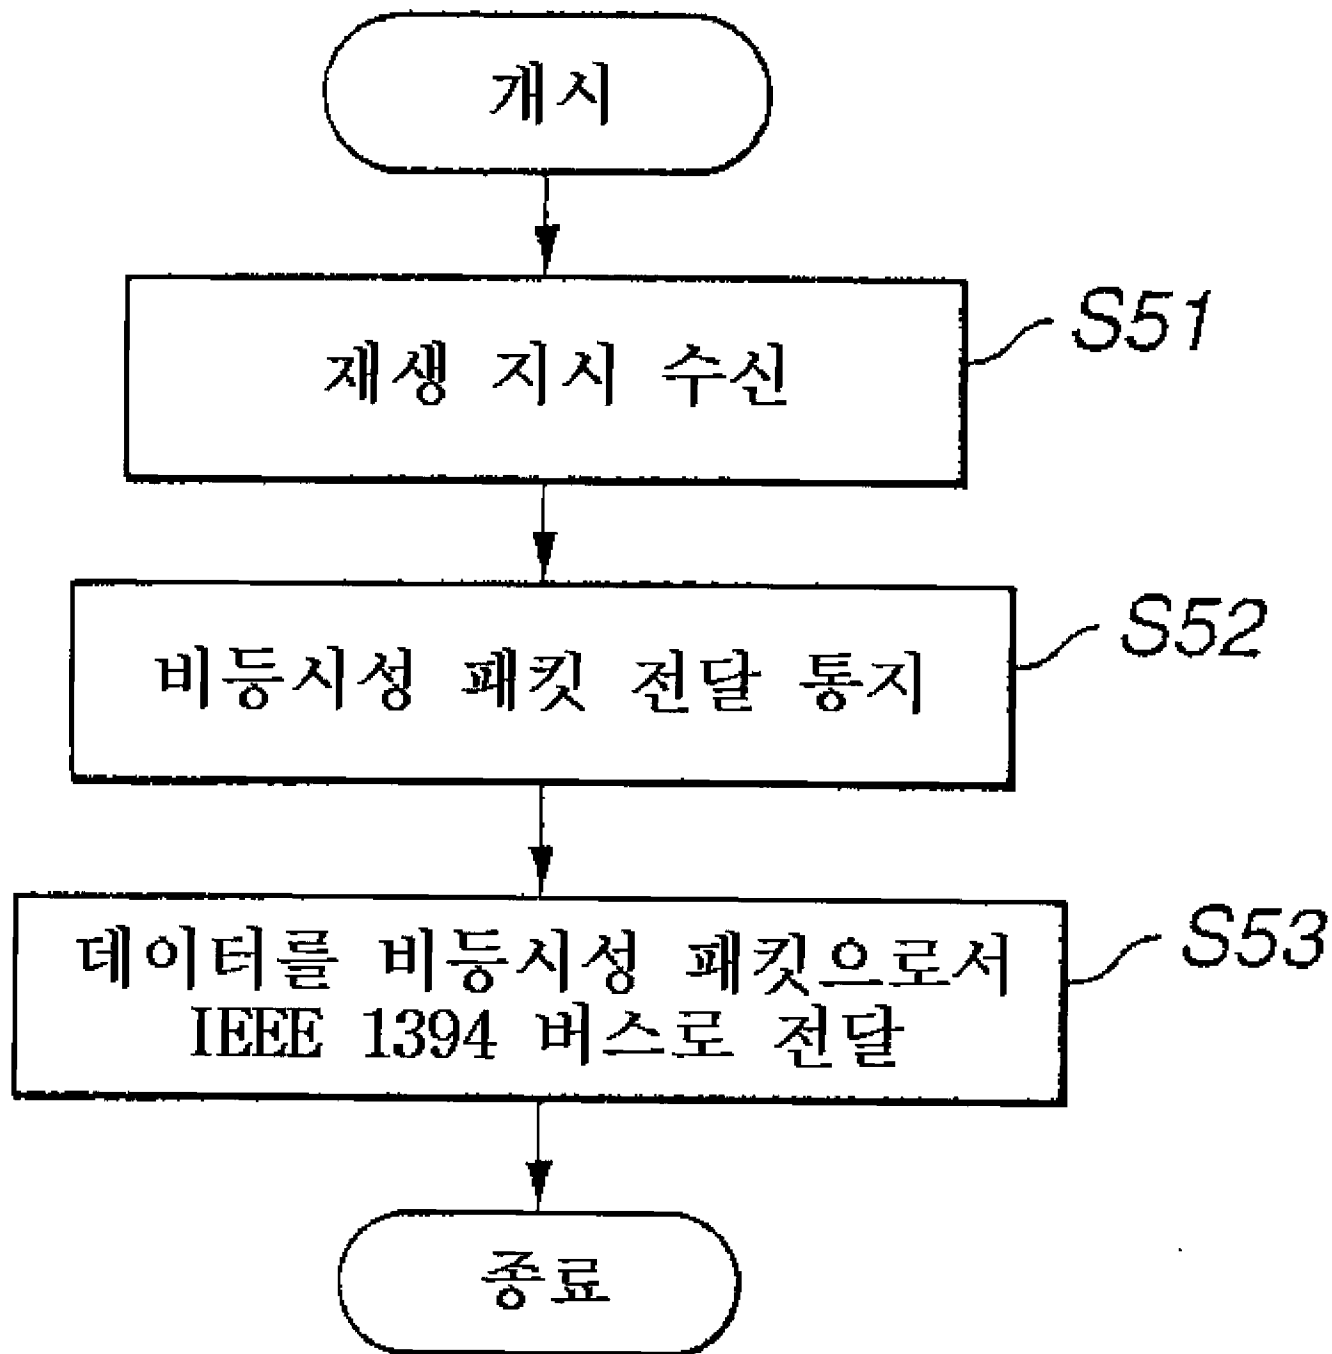 개시
재생 지시 수신
S51
비등시성 패킷 전달 통지
S52
데이터를 비등시성 패킷으로서
IEEE 1394 버스로 전달
S53
종료